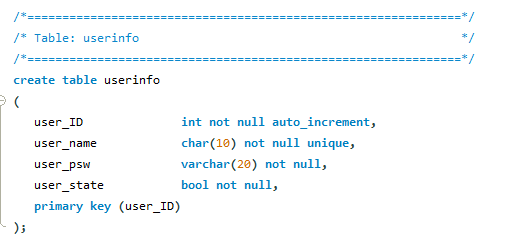 /*==============================================================*/
/* Table: userinfo                                              */
/*==============================================================*/
create table userinfo
(
   user_ID              int not null auto_increment,
   user_name            char(10) not null unique,
   user_psw             varchar(20) not null,
   user_state           bool not null,
   primary key (user_ID)
);